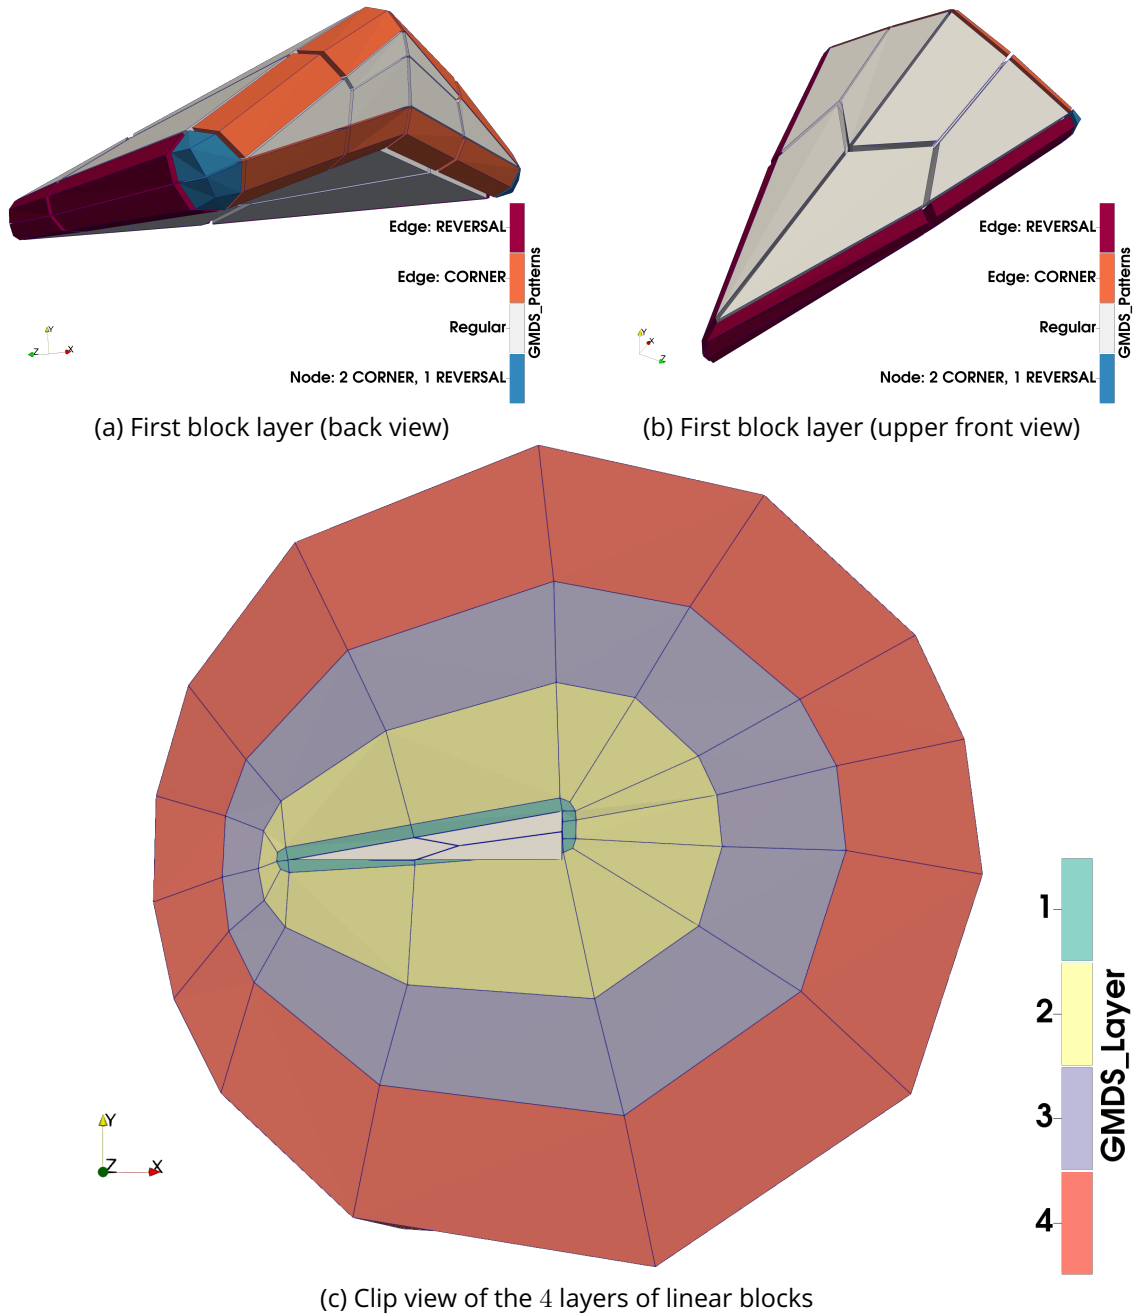 Edge: REVERSAL
Edge: CORNER
Regular
Node: 2 CORNER, 1 REVERSAL
GMDS_Patterns
Y
Z
X
(a) First block layer (back view)
Edge: REVERSAL
Edge: CORNER
Regular
Node: 2 CORNER, 1 REVERSAL
GMDS_Patterns
Y
X
Z
(b) First block layer (upper front view)
1
2
3
4
GMDS_Layer
Y
Z
X
(c) Clip view of the 4 layers of linear blocks